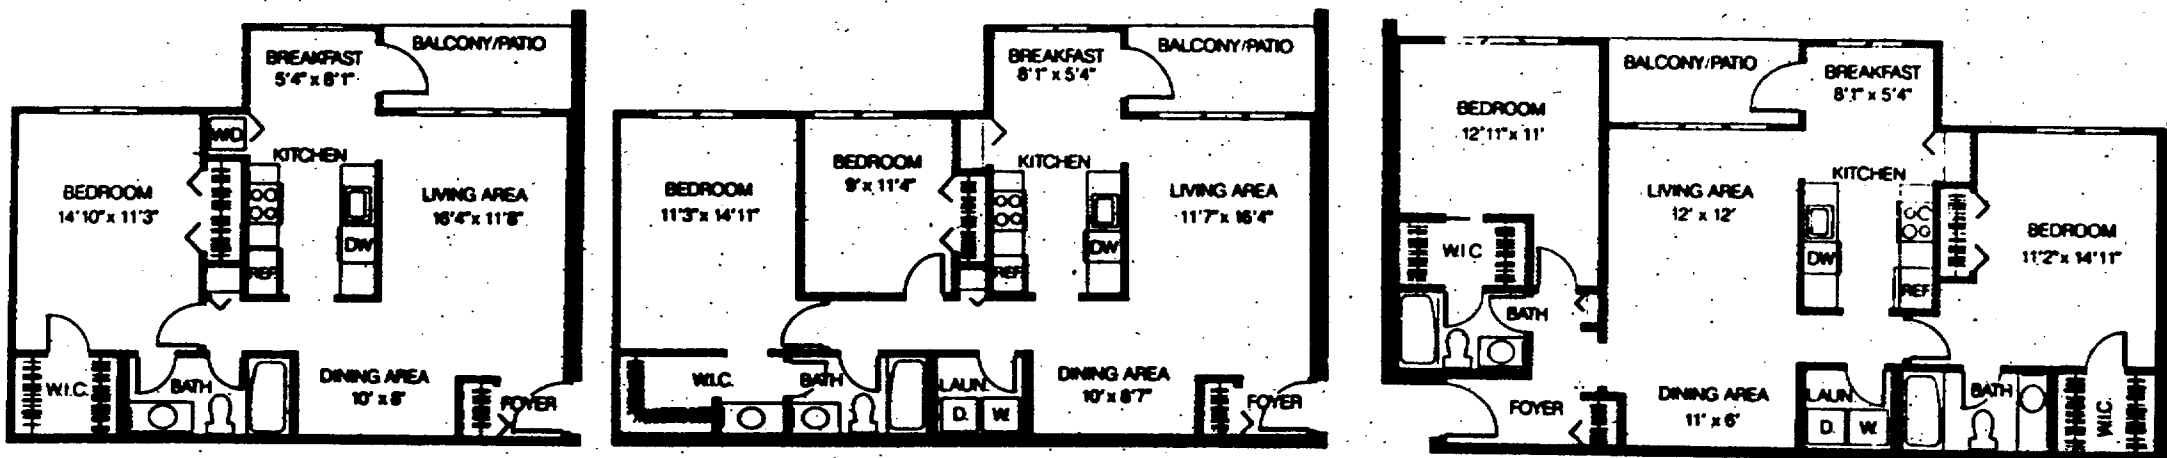 BREAKFAST
5'4" x 8'1"
BALCONY/PATIO
W/D
KITCHEN
BEDROOM
14'10" x 11'3"
LIVING AREA
16'4" x 11'8"
DW
REF
W.I.C.
BATH
DINING AREA
10' x 8'
FOYER
BREAKFAST
8'1" x 5'4"
BALCONY/PATIO
BEDROOM
9' x 11'4"
KITCHEN
BEDROOM
11'3" x 14'11"
LIVING AREA
11'7" x 16'4"
DW
REF
W.I.C.
BATH
LAUN.
D.
W.
DINING AREA
10' x 8'7"
FOYER
BALCONY/PATIO
BREAKFAST
8'1" x 5'4"
BEDROOM
12'11" x 11'
KITCHEN
LIVING AREA
12' x 12'
W.I.C
DW
REF
BEDROOM
11'2" x 14'11"
BATH
FOYER
DINING AREA
11' x 6'
LAUN.
D.
W.
BATH
W.I.C.